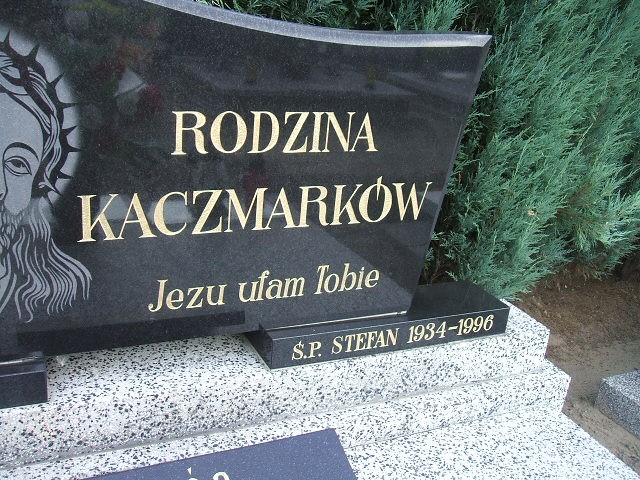 RODZINA
KACZMARKÓW
Jezu ufam Tobie
Ś.P. STEFAN 1934-1996